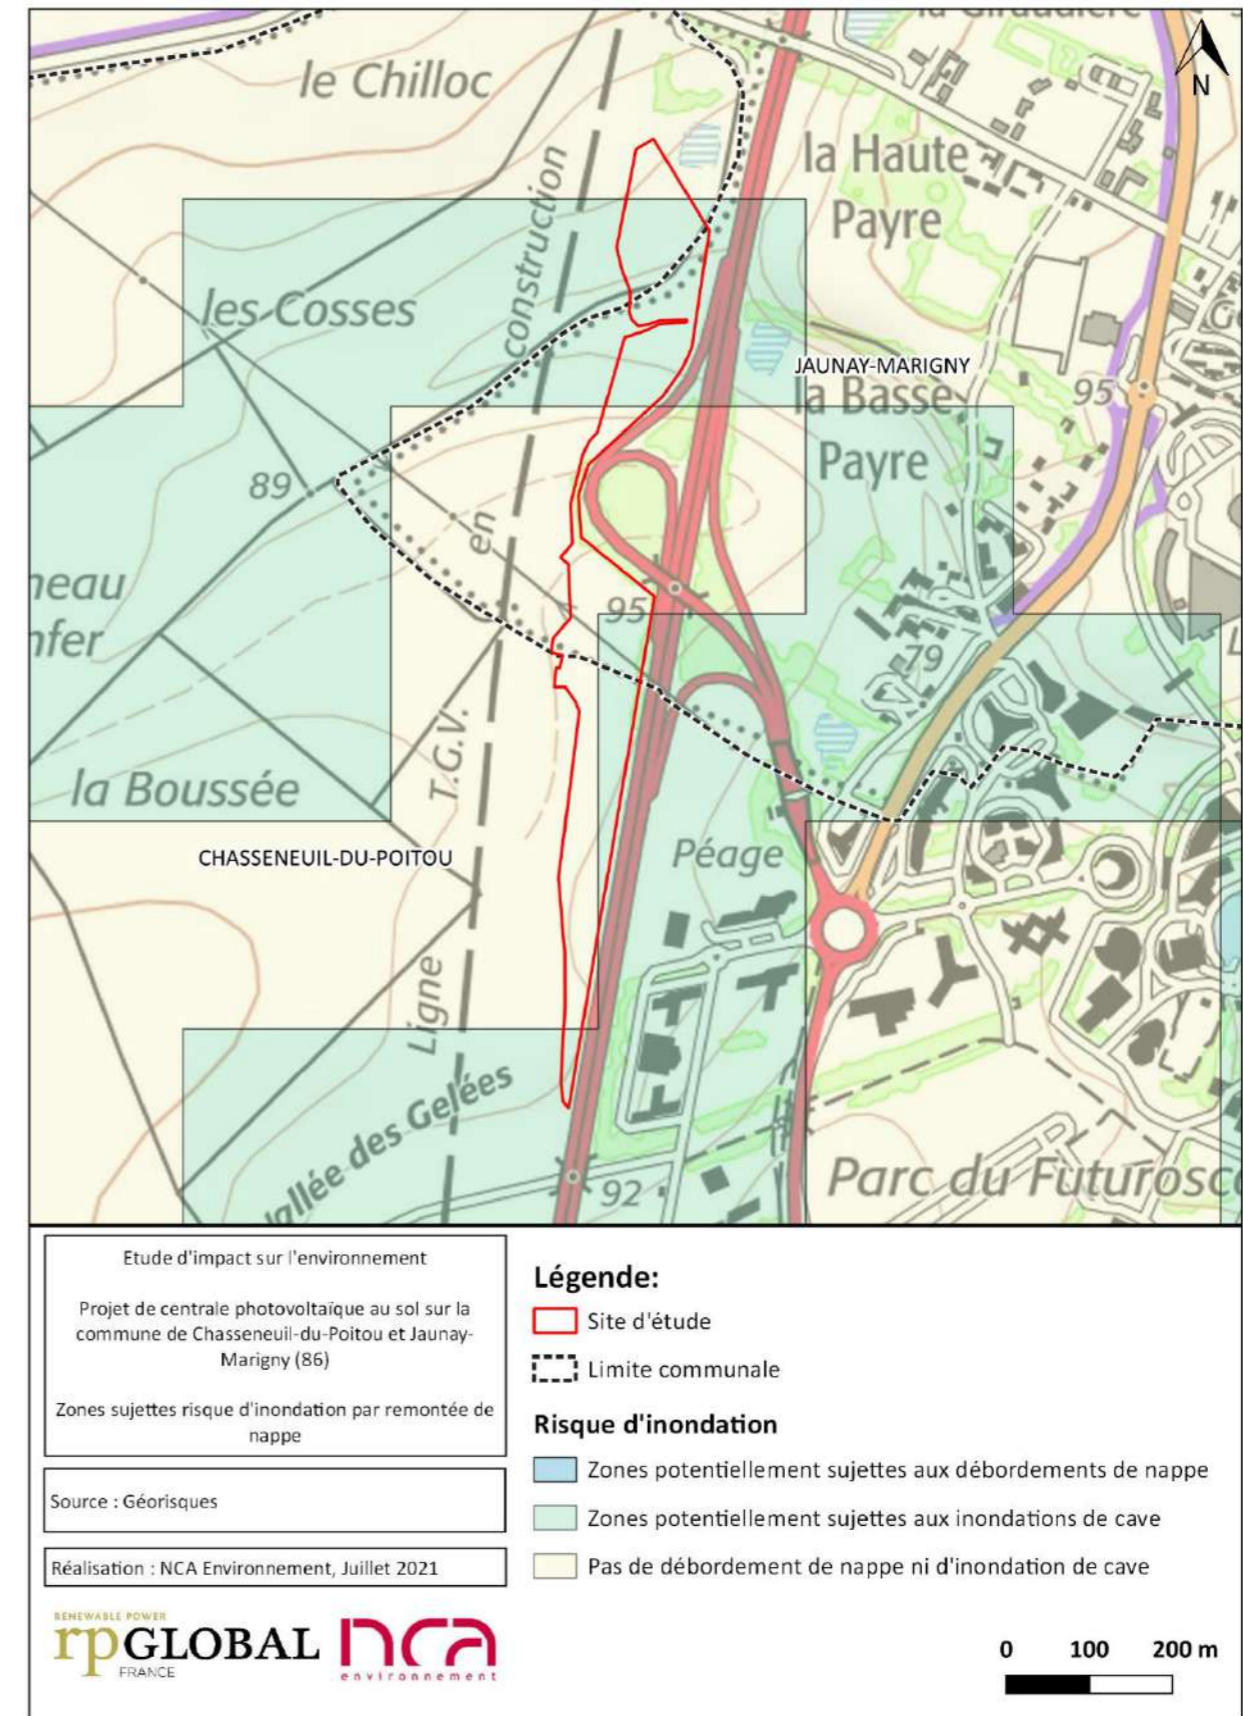 la Giraudière
N
le Chilloc
construction
la Haute
Payre
les Cosses
JAUNAY-MARIGNY
la Basse
Payre
95
89
en
neau
nfer
95
79
T.G.V.
la Boussée
CHASSENEUIL-DU-POITOU
Péage
Ligne
Vallée des Gelées
92
Parc du Futurosc
Etude d'impact sur l'environnement
Projet de centrale photovoltaïque au sol sur la
commune de Chasseneuil-du-Poitou et Jaunay-
Marigny (86)
Zones sujettes risque d'inondation par remontée de
nappe
Source : Géorisques
Réalisation : NCA Environnement, Juillet 2021
RENEWABLE POWER
rpGLOBAL
FRANCE
nca
environnement
Légende:
Site d'étude
Limite communale
Risque d'inondation
Zones potentiellement sujettes aux débordements de nappe
Zones potentiellement sujettes aux inondations de cave
Pas de débordement de nappe ni d'inondation de cave
0 100 200 m